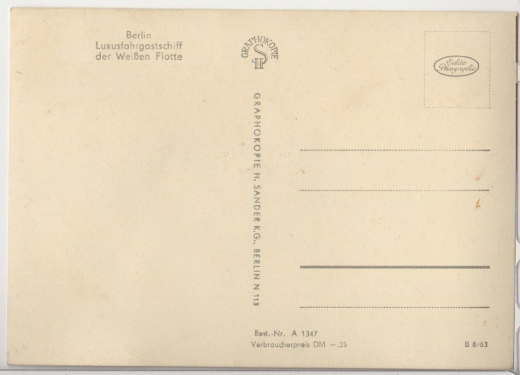 Berlin
Luxusfahrgastschiff
der Weißen Flotte
GRAPHOKOPIE
H S
Echte
Photographie
GRAPHOKOPIE H. SANDER K.G., BERLIN N 113
Best.-Nr. A 1347
Verbraucherpreis DM —,25
B 8/63